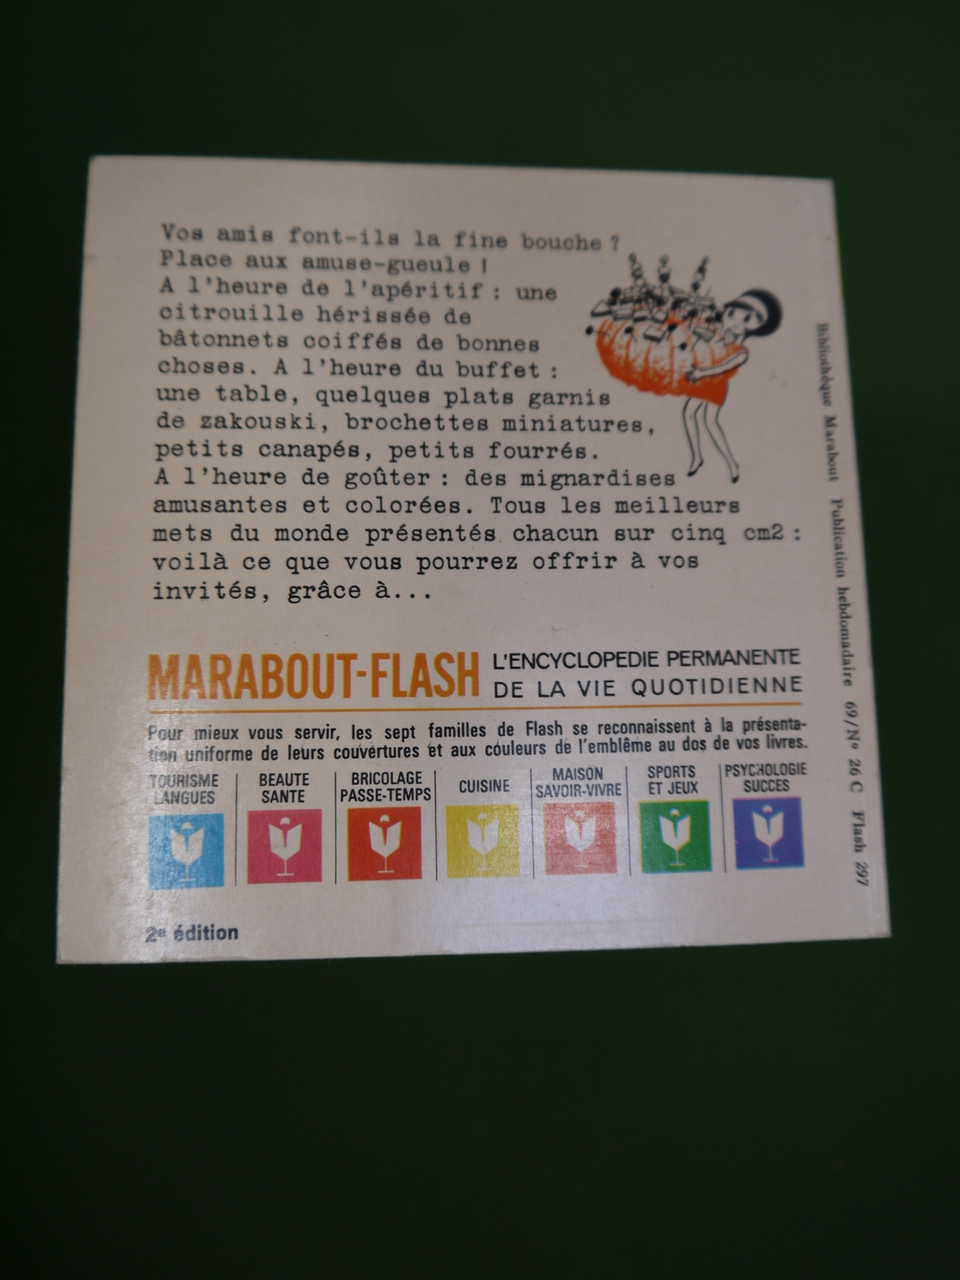 Vos amis font-ils la fine bouche ?
Place aux amuse-gueule !
A l'heure de l'apéritif : une
citrouille hérissée de
bâtonnets coiffés de bonnes
choses. A l'heure du buffet :
une table, quelques plats garnis
de zakouski, brochettes miniatures,
petits canapés, petits fourrés.
A l'heure de goûter : des mignardises
amusantes et colorées. Tous les meilleurs
mets du monde présentés chacun sur cinq cm2 :
voilà ce que vous pourrez offrir à vos
invités, grâce à...
MARABOUT-FLASH
L'ENCYCLOPEDIE PERMANENTE
DE LA VIE QUOTIDIENNE
Pour mieux vous servir, les sept familles de Flash se reconnaissent à la présenta-
tion uniforme de leurs couvertures et aux couleurs de l'emblême au dos de vos livres.
TOURISME
LANGUES
BEAUTE
SANTE
BRICOLAGE
PASSE-TEMPS
CUISINE
MAISON
SAVOIR-VIVRE
SPORTS
ET JEUX
PSYCHOLOGIE
SUCCES
2e édition
Bibliothèque Marabout Publication hebdomadaire 69/N° 26 C Flash 297